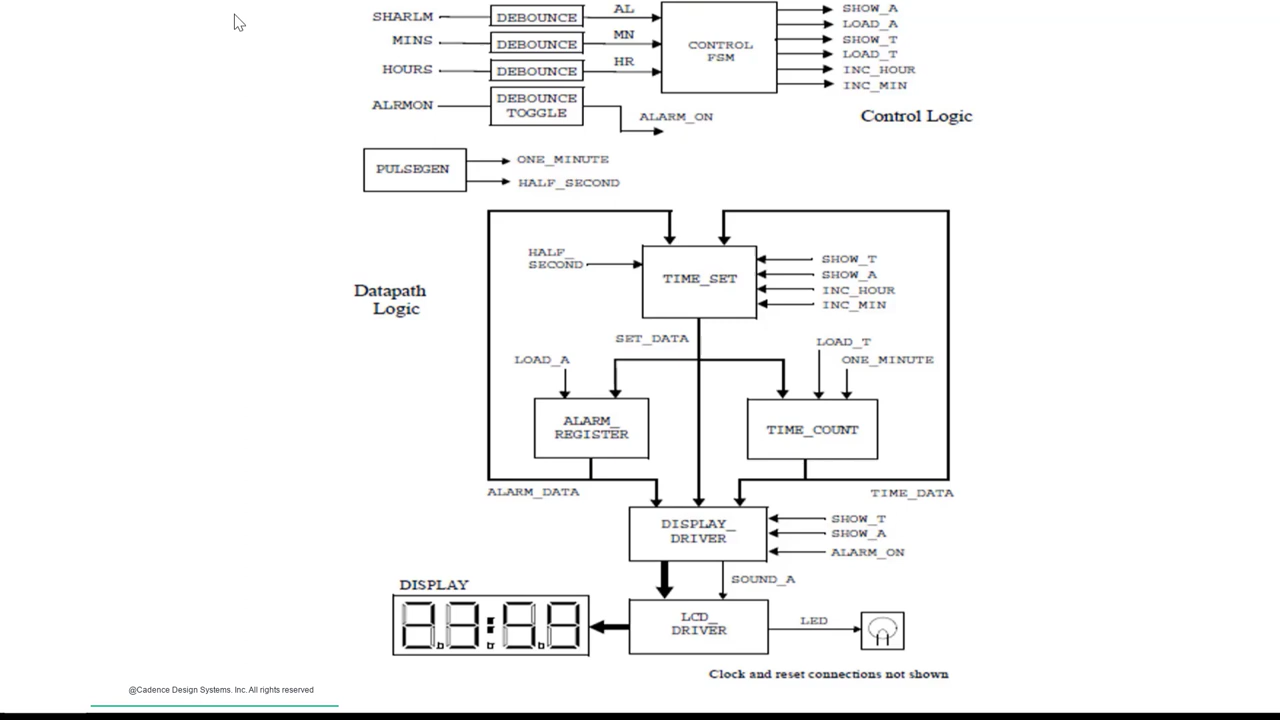 SHARLM
DEBOUNCE
AL
MINS
DEBOUNCE
MN
HOURS
DEBOUNCE
HR
ALRMON
DEBOUNCE
TOGGLE
ALARM_ON
CONTROL
FSM
SHOW_A
LOAD_A
SHOW_T
LOAD_T
INC_HOUR
INC_MIN
Control Logic
PULSEGEN
ONE_MINUTE
HALF_SECOND
Datapath
Logic
HALF_
SECOND
TIME_SET
SHOW_T
SHOW_A
INC_HOUR
INC_MIN
SET_DATA
LOAD_A
LOAD_T
ONE_MINUTE
ALARM_
REGISTER
TIME_COUNT
ALARM_DATA
TIME_DATA
DISPLAY_
DRIVER
SHOW_T
SHOW_A
ALARM_ON
SOUND_A
DISPLAY
LCD_
DRIVER
LED
Clock and reset connections not shown
@Cadence Design Systems. Inc. All rights reserved